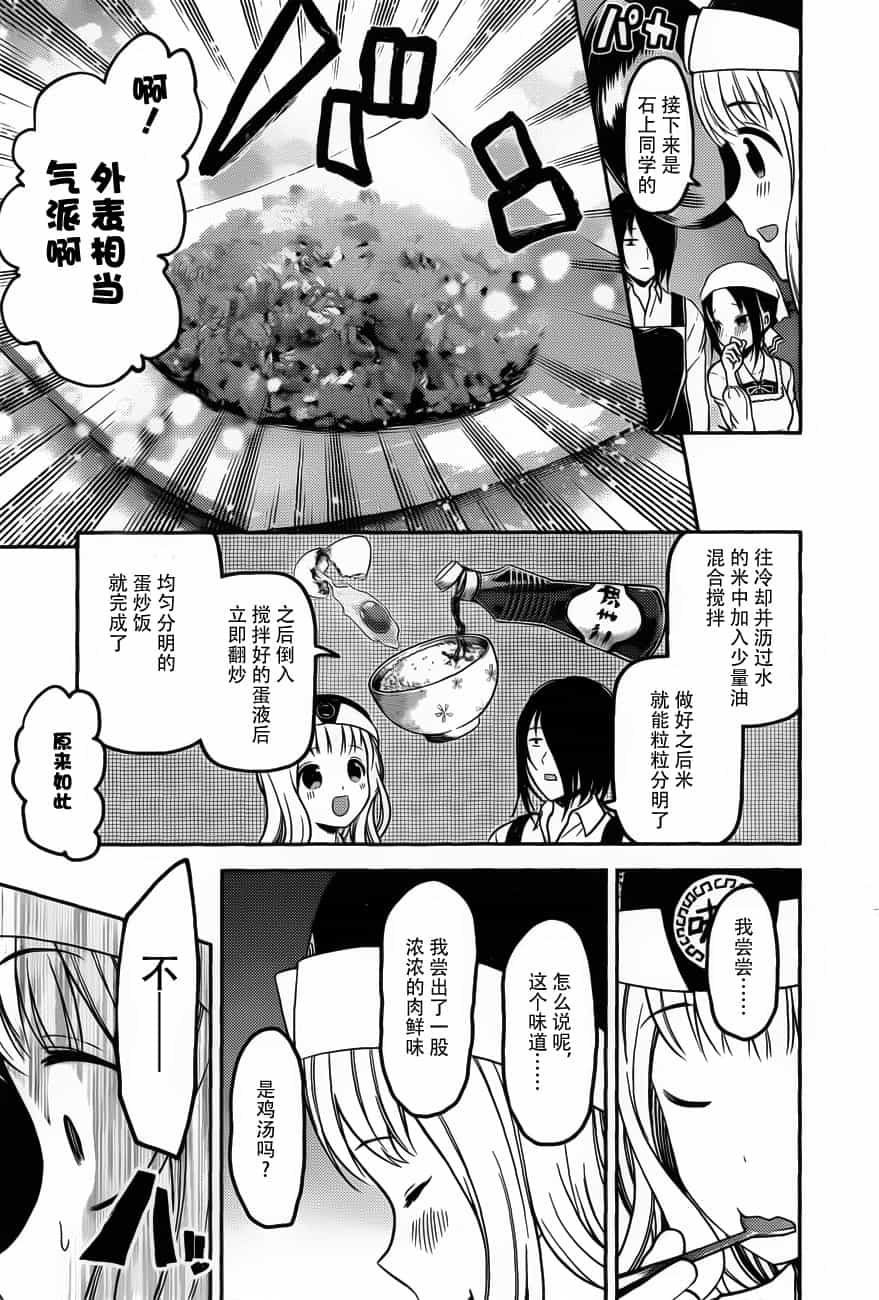 パカ
接下来是
石上同学的
啊！
外表相当
气派啊
往冷却并沥过水
的米中加入少量油
混合搅拌
做好之后米
就能粒粒分明了
之后倒入
搅拌好的蛋液后
立即翻炒
均匀分明的
蛋炒饭
就完成了
原来如此
我尝尝……
怎么说呢，
这个味道……
我尝出了一股
浓浓的肉鲜味
是鸡汤吗？
不——